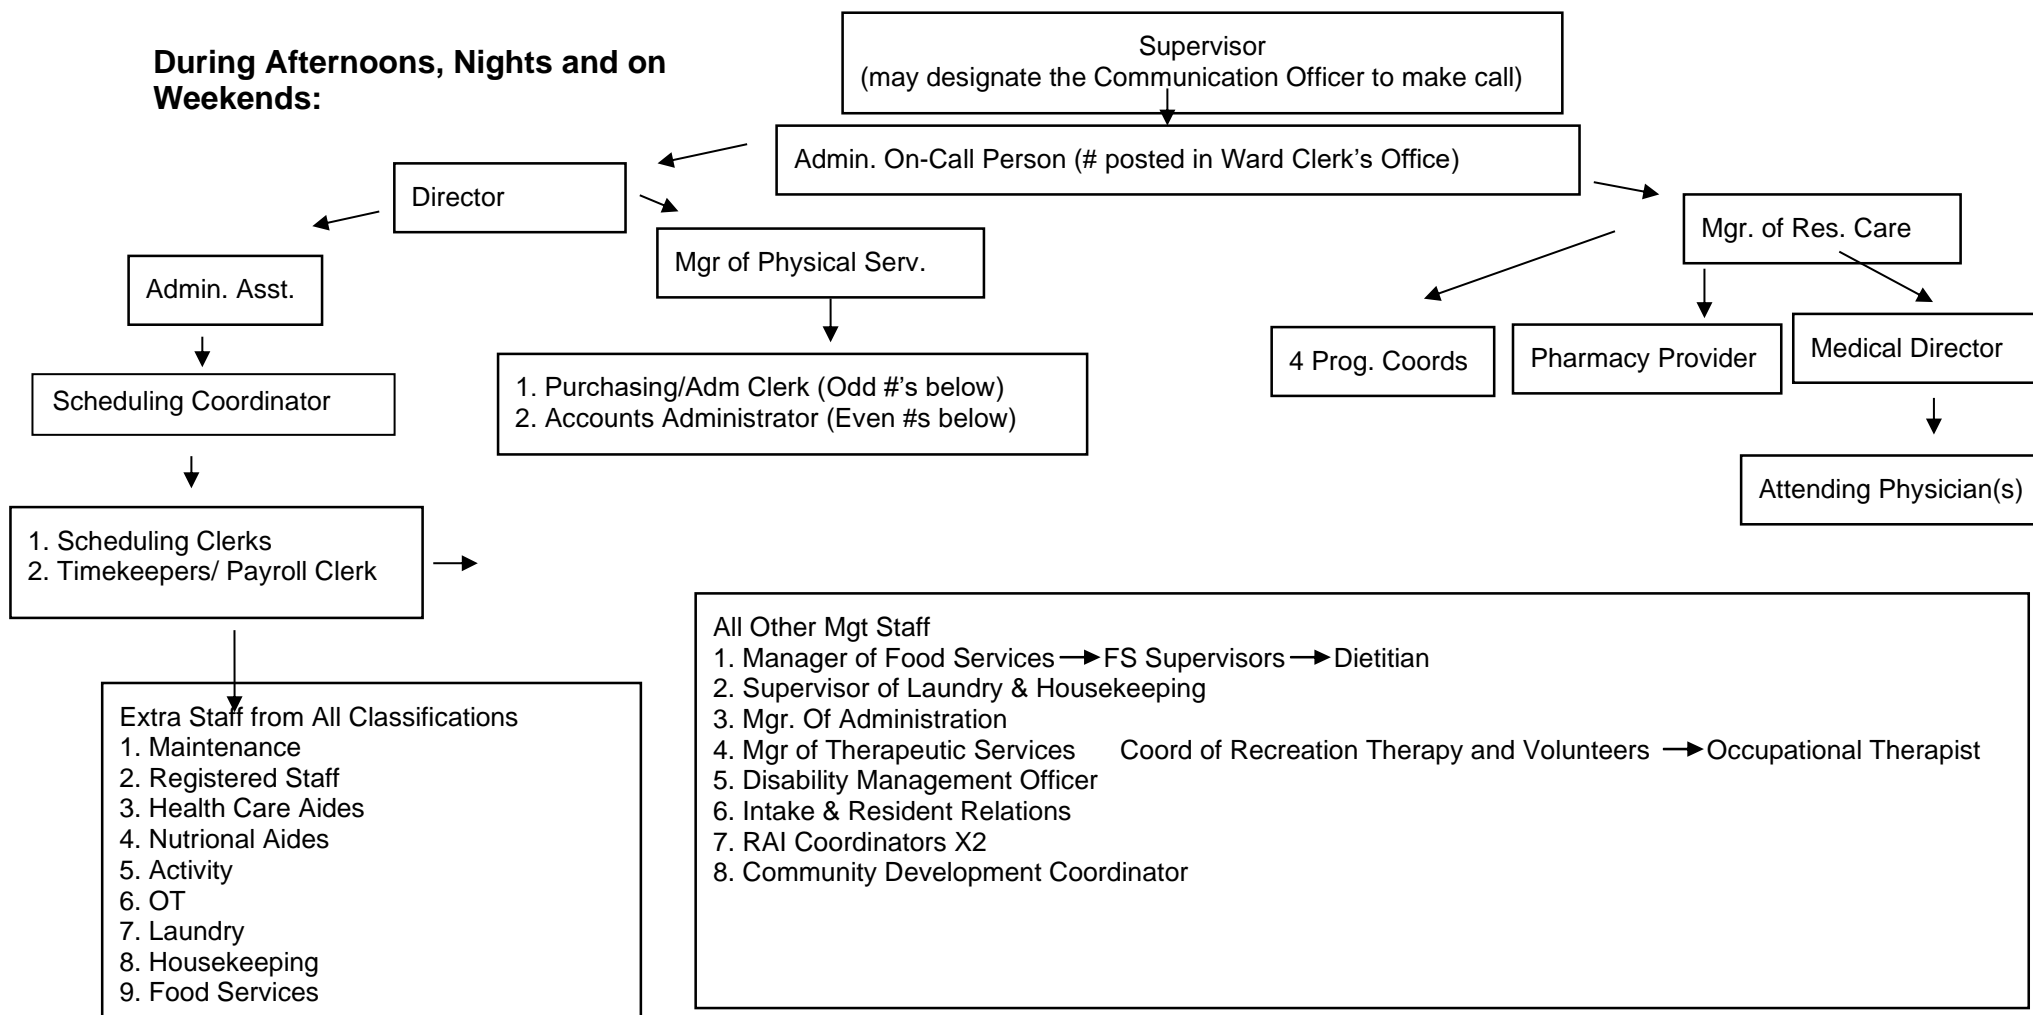 During Afternoons, Nights and on
Weekends:
Supervisor
(may designate the Communication Officer to make call)
Admin. On-Call Person (# posted in Ward Clerk's Office)
Director
Mgr. of Res. Care
Mgr of Physical Serv.
Admin. Asst.
4 Prog. Coords
Pharmacy Provider
Medical Director
Scheduling Coordinator
1. Purchasing/Adm Clerk (Odd #'s below)
2. Accounts Administrator (Even #s below)
Attending Physician(s)
1. Scheduling Clerks
2. Timekeepers/ Payroll Clerk
All Other Mgt Staff
1. Manager of Food Services → FS Supervisors → Dietitian
2. Supervisor of Laundry & Housekeeping
3. Mgr. Of Administration
4. Mgr of Therapeutic Services Coord of Recreation Therapy and Volunteers → Occupational Therapist
5. Disability Management Officer
6. Intake & Resident Relations
7. RAI Coordinators X2
8. Community Development Coordinator
Extra Staff from All Classifications
1. Maintenance
2. Registered Staff
3. Health Care Aides
4. Nutrional Aides
5. Activity
6. OT
7. Laundry
8. Housekeeping
9. Food Services